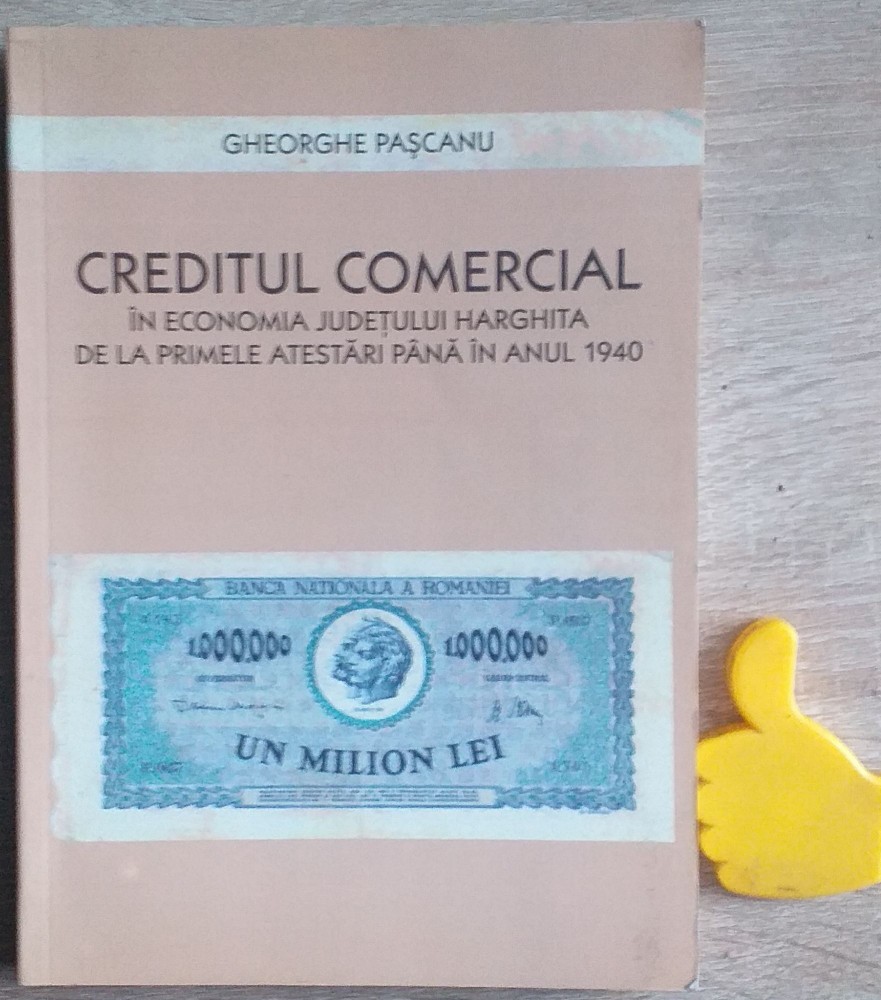 GHEORGHE PAȘCANU
CREDITUL COMERCIAL
ÎN ECONOMIA JUDEȚULUI HARGHITA
DE LA PRIMELE ATESTĂRI PÂNĂ ÎN ANUL 1940
BANCA NATIONALA A ROMANIEI
1.000.000 1.000.000
UN MILION LEI